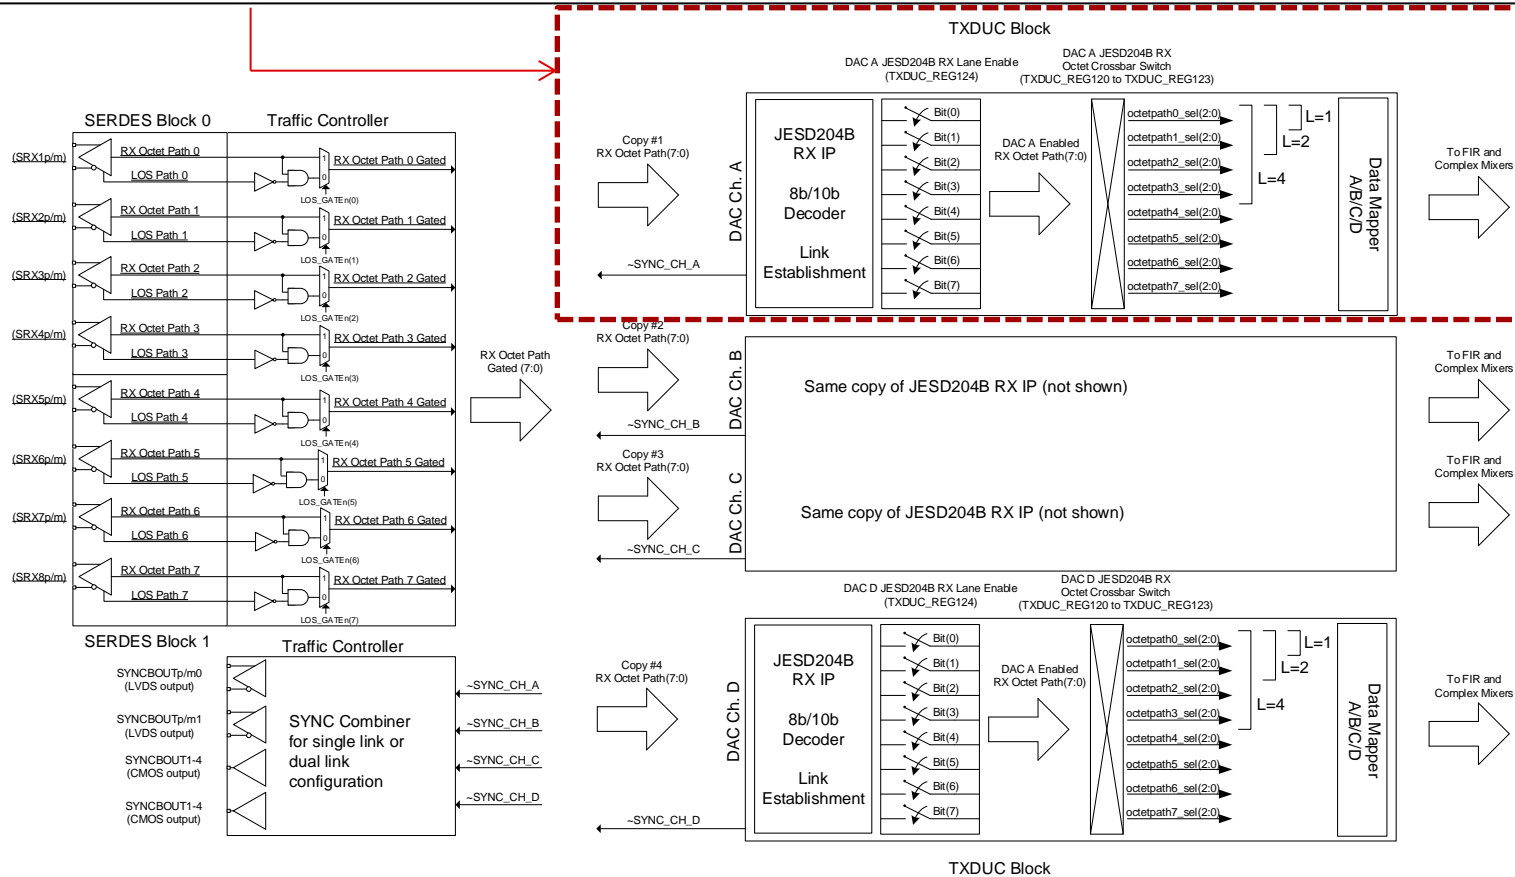 TXDUC Block
DAC A JESD204B RX Lane Enable
(TXDUC_REG124)
DAC A JESD204B RX
Octet Crossbar Switch
(TXDUC_REG120 to TXDUC_REG123)
SERDES Block 0
Traffic Controller
(SRX1p/m)
RX Octet Path 0
LOS Path 0
1
0
RX Octet Path 0 Gated
LOS_GATEn(0)
(SRX2p/m)
RX Octet Path 1
LOS Path 1
1
0
RX Octet Path 1 Gated
LOS_GATEn(1)
(SRX3p/m)
RX Octet Path 2
LOS Path 2
1
0
RX Octet Path 2 Gated
LOS_GATEn(2)
(SRX4p/m)
RX Octet Path 3
LOS Path 3
1
0
RX Octet Path 3 Gated
LOS_GATEn(3)
(SRX5p/m)
RX Octet Path 4
LOS Path 4
1
0
RX Octet Path 4 Gated
LOS_GATEn(4)
(SRX6p/m)
RX Octet Path 5
LOS Path 5
1
0
RX Octet Path 5 Gated
LOS_GATEn(5)
(SRX7p/m)
RX Octet Path 6
LOS Path 6
1
0
RX Octet Path 6 Gated
LOS_GATEn(6)
(SRX8p/m)
RX Octet Path 7
LOS Path 7
1
0
RX Octet Path 7 Gated
LOS_GATEn(7)
SERDES Block 1
Traffic Controller
RX Octet Path
Gated (7:0)
Copy #1
RX Octet Path(7:0)
DAC Ch. A
~SYNC_CH_A
JESD204B
RX IP
8b/10b
Decoder
Link
Establishment
Bit(0)
Bit(1)
Bit(2)
Bit(3)
Bit(4)
Bit(5)
Bit(6)
Bit(7)
DAC A Enabled
RX Octet Path(7:0)
octetpath0_sel(2:0)
octetpath1_sel(2:0)
octetpath2_sel(2:0)
octetpath3_sel(2:0)
octetpath4_sel(2:0)
octetpath5_sel(2:0)
octetpath6_sel(2:0)
octetpath7_sel(2:0)
L=1
L=2
L=4
Data Mapper
A/B/C/D
To FIR and
Complex Mixers
Copy #2
RX Octet Path(7:0)
DAC Ch. B
~SYNC_CH_B
Same copy of JESD204B RX IP (not shown)
To FIR and
Complex Mixers
Copy #3
RX Octet Path(7:0)
DAC Ch. C
~SYNC_CH_C
Same copy of JESD204B RX IP (not shown)
To FIR and
Complex Mixers
DAC D JESD204B RX Lane Enable
(TXDUC_REG124)
DAC D JESD204B RX
Octet Crossbar Switch
(TXDUC_REG120 to TXDUC_REG123)
SYNCBOUTp/m0
(LVDS output)
SYNCBOUTp/m1
(LVDS output)
SYNCBOUT1-4
(CMOS output)
SYNCBOUT1-4
(CMOS output)
SYNC Combiner
for single link or
dual link
configuration
~SYNC_CH_A
~SYNC_CH_B
~SYNC_CH_C
~SYNC_CH_D
Copy #4
RX Octet Path(7:0)
DAC Ch. D
~SYNC_CH_D
JESD204B
RX IP
8b/10b
Decoder
Link
Establishment
Bit(0)
Bit(1)
Bit(2)
Bit(3)
Bit(4)
Bit(5)
Bit(6)
Bit(7)
DAC A Enabled
RX Octet Path(7:0)
octetpath0_sel(2:0)
octetpath1_sel(2:0)
octetpath2_sel(2:0)
octetpath3_sel(2:0)
octetpath4_sel(2:0)
octetpath5_sel(2:0)
octetpath6_sel(2:0)
octetpath7_sel(2:0)
L=1
L=2
L=4
Data Mapper
A/B/C/D
To FIR and
Complex Mixers
TXDUC Block